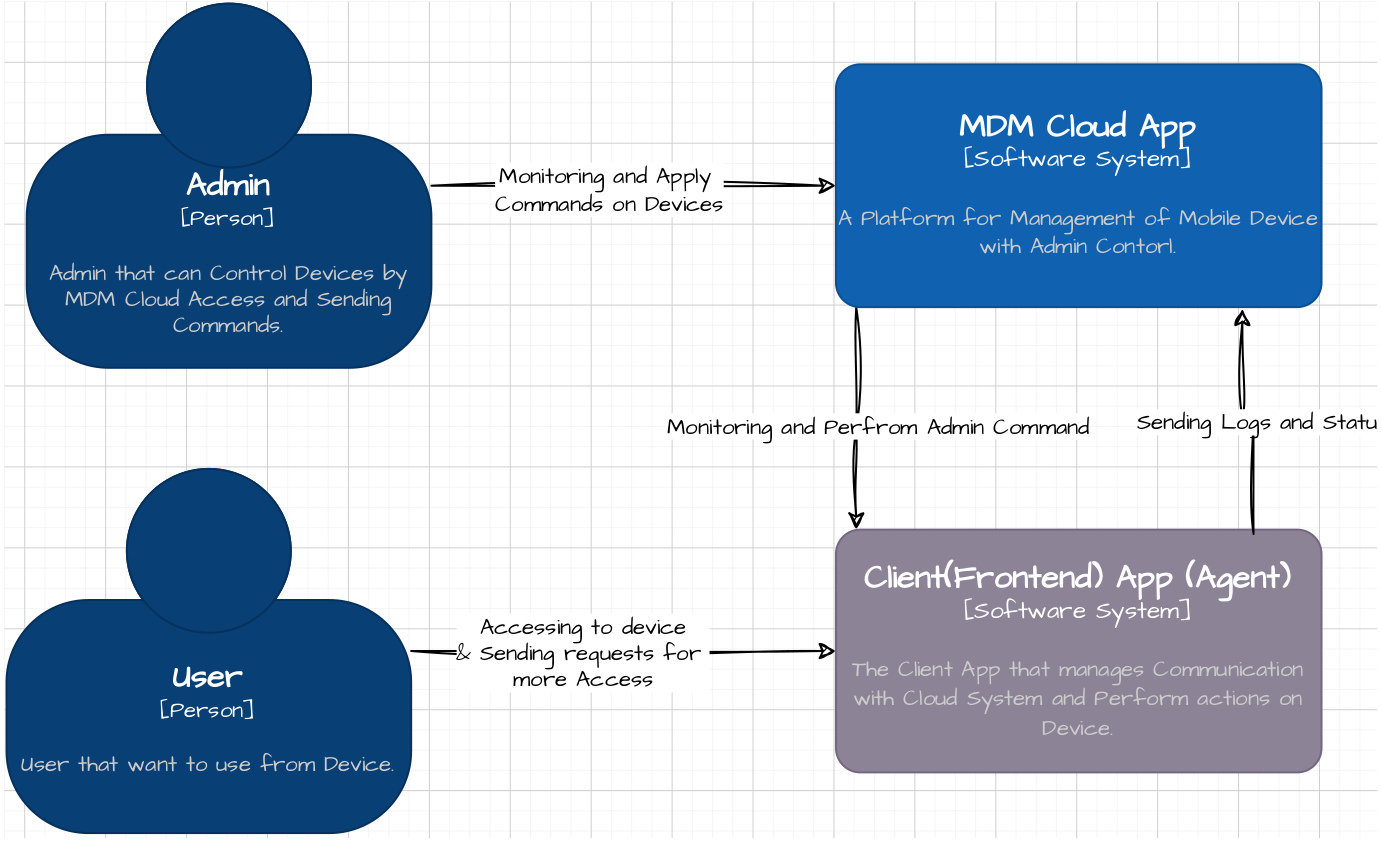 Admin
[Person]
Admin that can Control Devices by
MDM Cloud Access and Sending
Commands.
Monitoring and Apply
Commands on Devices
MDM Cloud App
[Software System]
A Platform for Management of Mobile Device
with Admin Contorl.
Monitoring and Perfrom Admin Command
Sending Logs and Statu
User
[Person]
User that want to use from Device.
Accessing to device
& Sending requests for
more Access
Client(Frontend) App (Agent)
[Software System]
The Client App that manages Communication
with Cloud System and Perform actions on
Device.